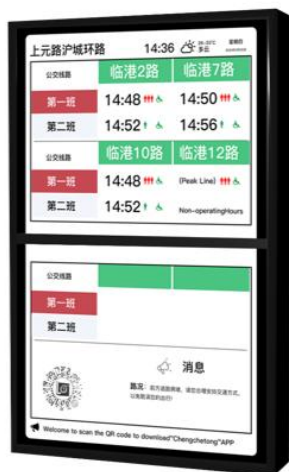 上元路沪城环路 14:36 多云
公交线路 临港2路 临港7路
第一班 14:48 14:50
第二班 14:52 14:56
公交线路 临港10路 临港12路
第一班 14:48 (Peak Line)
第二班 14:52 Non-operatingHours
公交线路
第一班
第二班
消息
路况:
Welcome to scan the QR code to download"Chengchetong"APP